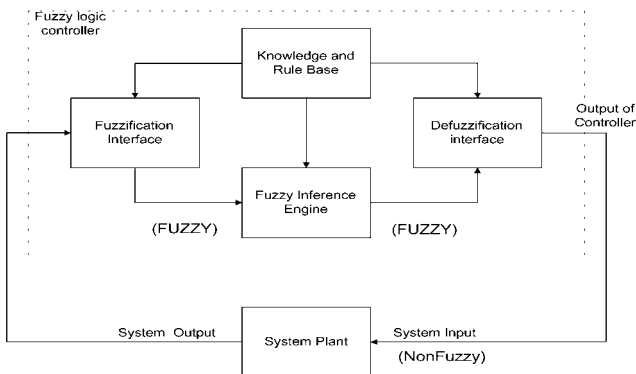 Fuzzy logic
controller
Knowledge and
Rule Base
Fuzzification
Interface
Defuzzification
interface
Output of
Controller
Fuzzy Inference
Engine
(FUZZY)
(FUZZY)
System Output
System Plant
System Input
(NonFuzzy)